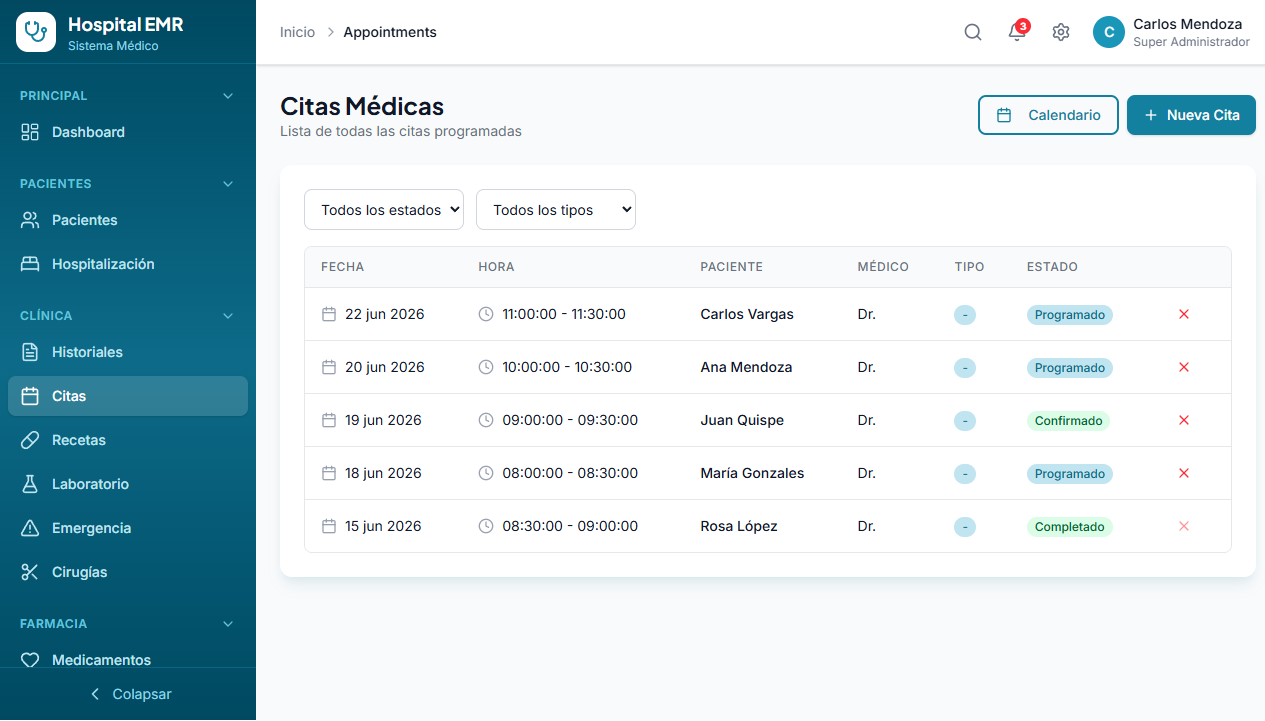 Hospital EMR
Sistema Médico
PRINCIPAL
Dashboard
PACIENTES
Pacientes
Hospitalización
CLÍNICA
Historiales
Citas
Recetas
Laboratorio
Emergencia
Cirugías
FARMACIA
Medicamentos
Colapsar
Inicio Appointments
3
C
Carlos Mendoza
Super Administrador
Citas Médicas
Lista de todas las citas programadas
Calendario
+ Nueva Cita
Todos los estados Todos los tipos
FECHA HORA PACIENTE MÉDICO TIPO ESTADO
22 jun 2026 11:00:00 - 11:30:00 Carlos Vargas Dr. - Programado
20 jun 2026 10:00:00 - 10:30:00 Ana Mendoza Dr. - Programado
19 jun 2026 09:00:00 - 09:30:00 Juan Quispe Dr. - Confirmado
18 jun 2026 08:00:00 - 08:30:00 María Gonzales Dr. - Programado
15 jun 2026 08:30:00 - 09:00:00 Rosa López Dr. - Completado